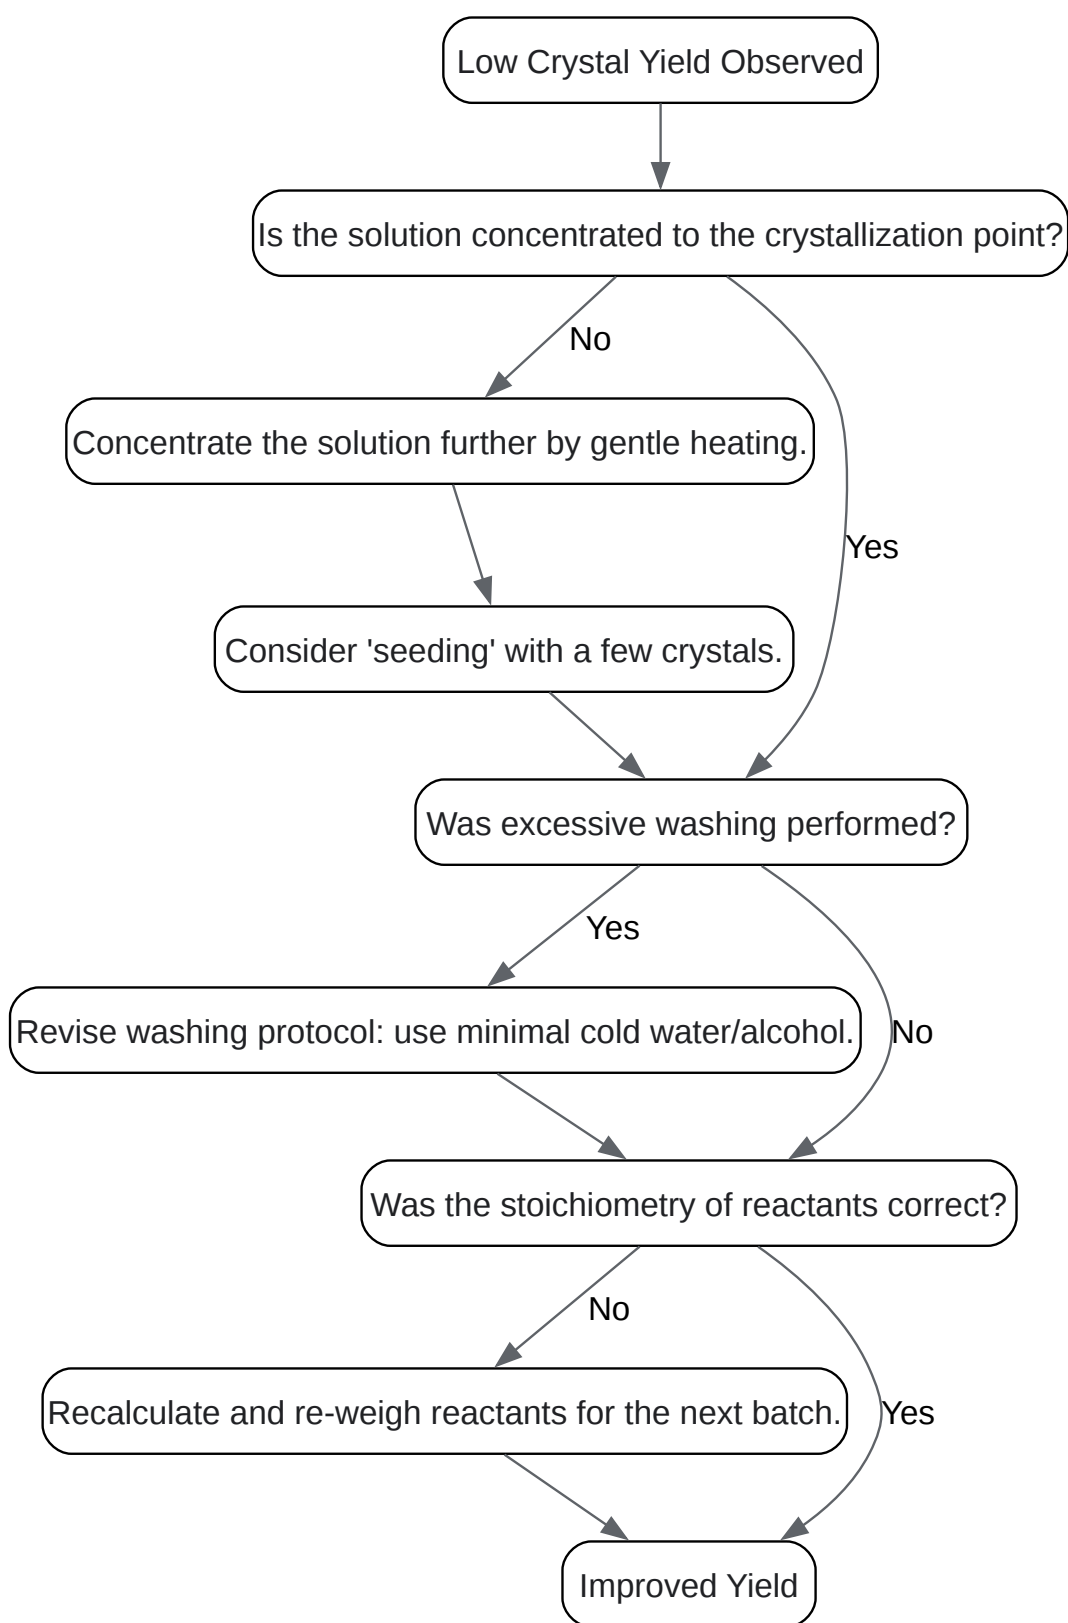 Low Crystal Yield Observed
Is the solution concentrated to the crystallization point?
No
Concentrate the solution further by gentle heating.
Yes
Consider 'seeding' with a few crystals.
Was excessive washing performed?
Yes
Revise washing protocol: use minimal cold water/alcohol.
No
Was the stoichiometry of reactants correct?
No
Recalculate and re-weigh reactants for the next batch.
Yes
Improved Yield